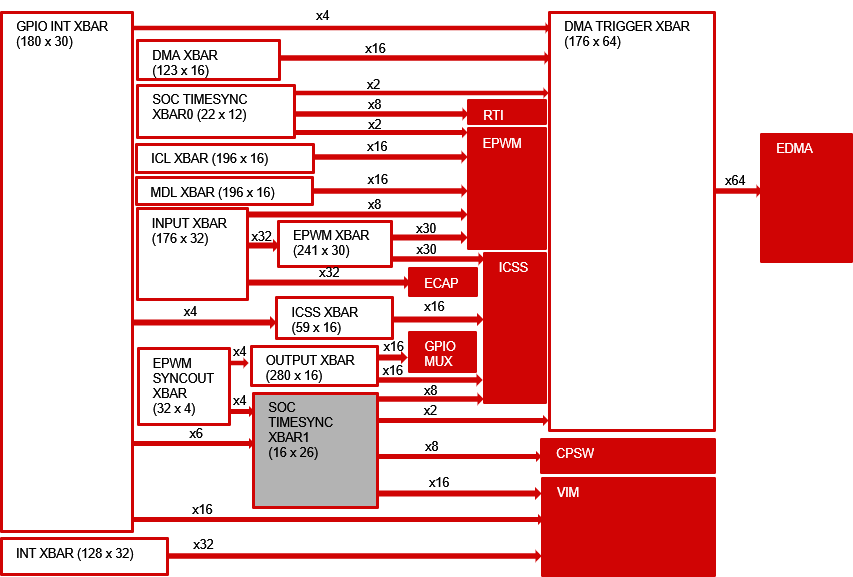 GPIO INT XBAR
(180 x 30)
x4
DMA TRIGGER XBAR
(176 x 64)
DMA XBAR
(123 x 16)
x16
SOC TIMESYNC
XBAR0 (22 x 12)
x2
x8
x2
RTI
EPWM
ICL XBAR (196 x 16)
x16
MDL XBAR (196 x 16)
x16
INPUT XBAR
(176 x 32)
x8
x32
EPWM XBAR
(241 x 30)
x30
x30
x32
ECAP
ICSS
x4
ICSS XBAR
(59 x 16)
x16
EPWM
SYNCOUT
XBAR
(32 x 4)
x4
OUTPUT XBAR
(280 x 16)
x16
GPIO
MUX
x16
x4
SOC
TIMESYNC
XBAR1
(16 x 26)
x8
x2
x6
x8
CPSW
x16
VIM
x16
INT XBAR (128 x 32)
x32
x64
EDMA